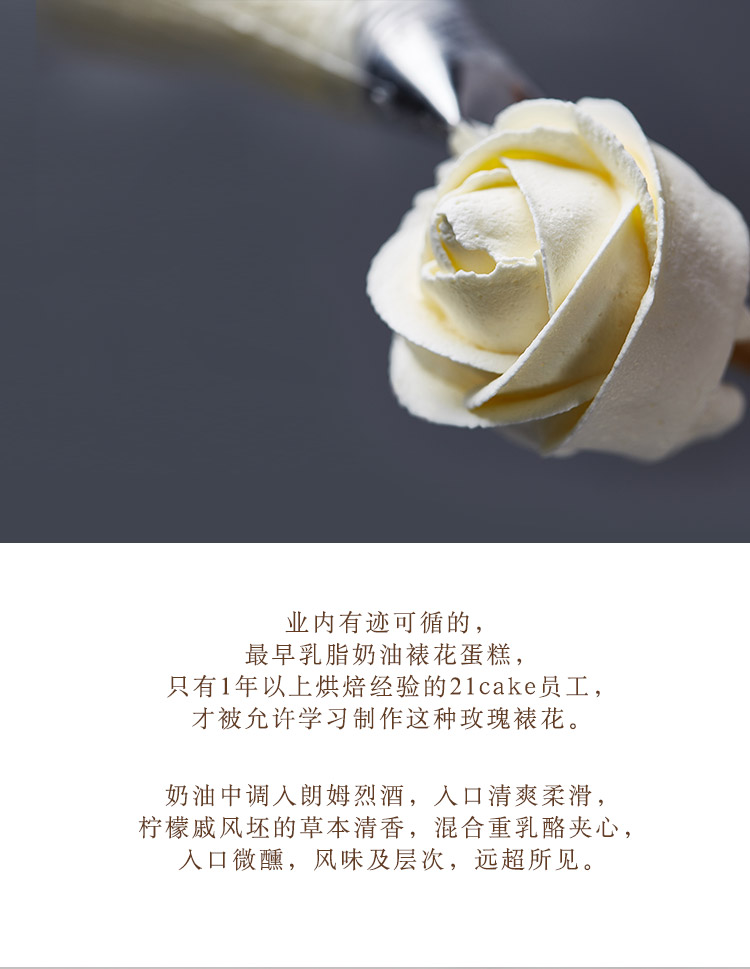 业内有迹可循的，
最早乳脂奶油裱花蛋糕，
只有1年以上烘焙经验的21cake员工，
才被允许学习制作这种玫瑰裱花。
奶油中调入朗姆烈酒，入口清爽柔滑，
柠檬戚风坯的草本清香，混合重乳酪夹心，
入口微醺，风味及层次，远超所见。